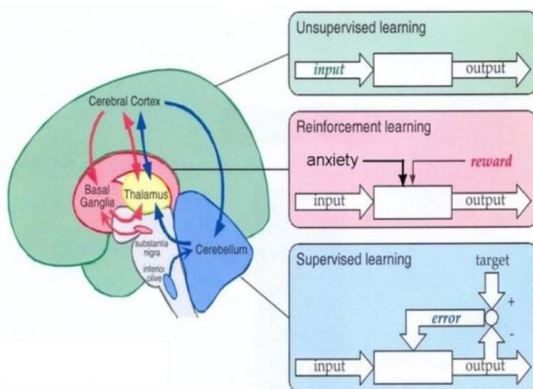 Unsupervised learning
input
output
Cerebral Cortex
Reinforcement learning
anxiety
reward
input
output
Basal
Ganglia
Thalamus
substantia
nigra
inferior
olive
Cerebellum
Supervised learning
target
+
error
-
input
output